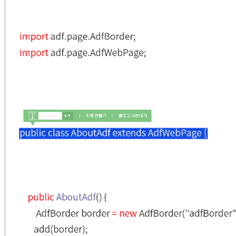 import adf.page.AdfBorder;
import adf.page.AdfWebPage;
public class AboutAdf extends AdfWebPage {
public AboutAdf() {
AdfBorder border = new AdfBorder("adfBorder"
add(border);